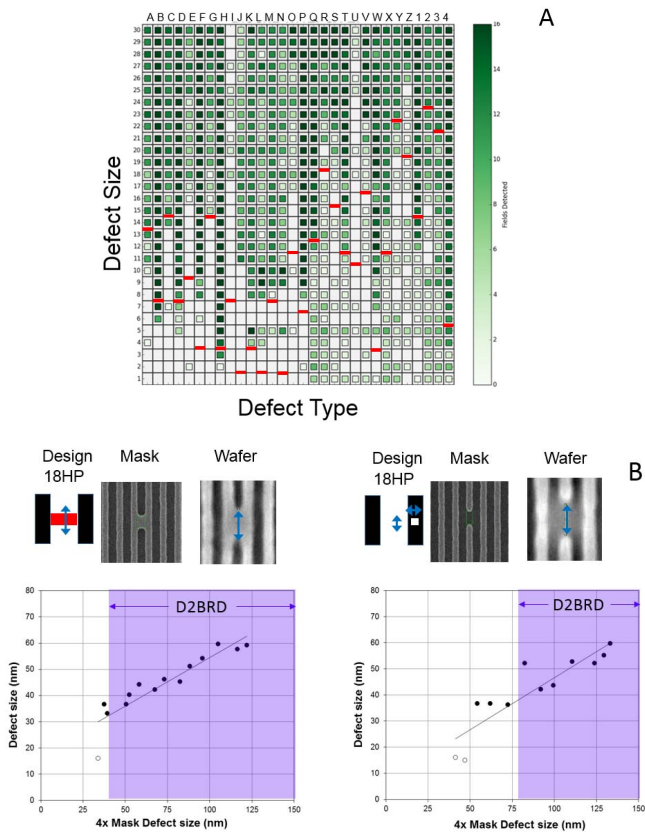 A
A B C D E F G H I J K L M N O P Q R S T U V W X Y Z 1 2 3 4
30
29
28
27
26
25
24
23
22
21
20
19
18
17
16
15
14
13
12
11
10
9
8
7
6
5
4
3
2
1
Defect Size
Defect Type
16
14
12
10
8
6
4
2
0
Fields Detected
B
Design
18HP
Mask
Wafer
D2BRD
80
70
60
50
40
30
20
10
0
Defect size (nm)
0 25 50 75 100 125 150
4x Mask Defect size (nm)
Design
18HP
Mask
Wafer
D2BRD
80
70
60
50
40
30
20
10
0
Defect size (nm)
0 25 50 75 100 125 150
4x Mask Defect size (nm)